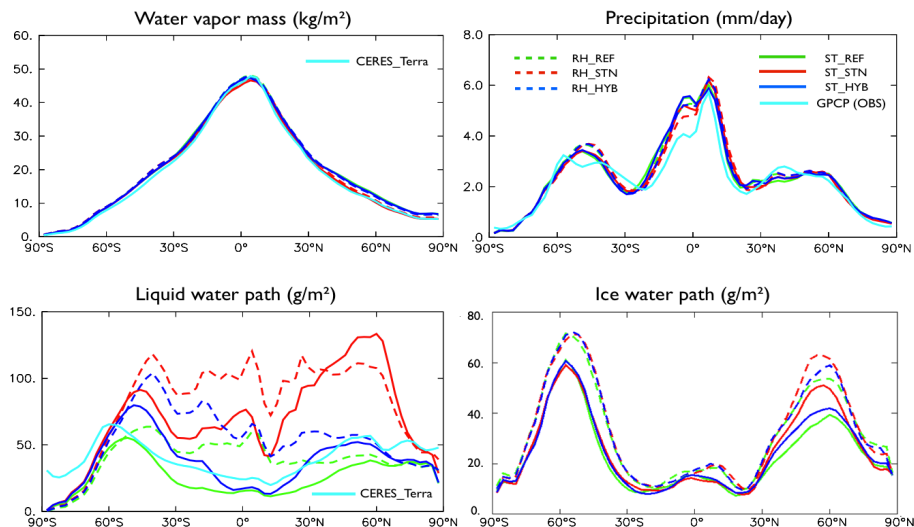 Water vapor mass (kg/m²)
60.
50.
40.
30.
20.
10.
0.
CERES_Terra
90°S 60°S 30°S 0° 30°N 60°N 90°N
Precipitation (mm/day)
8.0
6.0
4.0
2.0
.0
RH_REF
RH_STN
RH_HYB
ST_REF
ST_STN
ST_HYB
GPCP (OBS)
90°S 60°S 30°S 0° 30°N 60°N 90°N
Liquid water path (g/m²)
150.
100.
50.
0.
CERES_Terra
90°S 60°S 30°S 0° 30°N 60°N 90°N
Ice water path (g/m²)
80.
60.
40.
20.
0.
90°S 60°S 30°S 0° 30°N 60°N 90°N